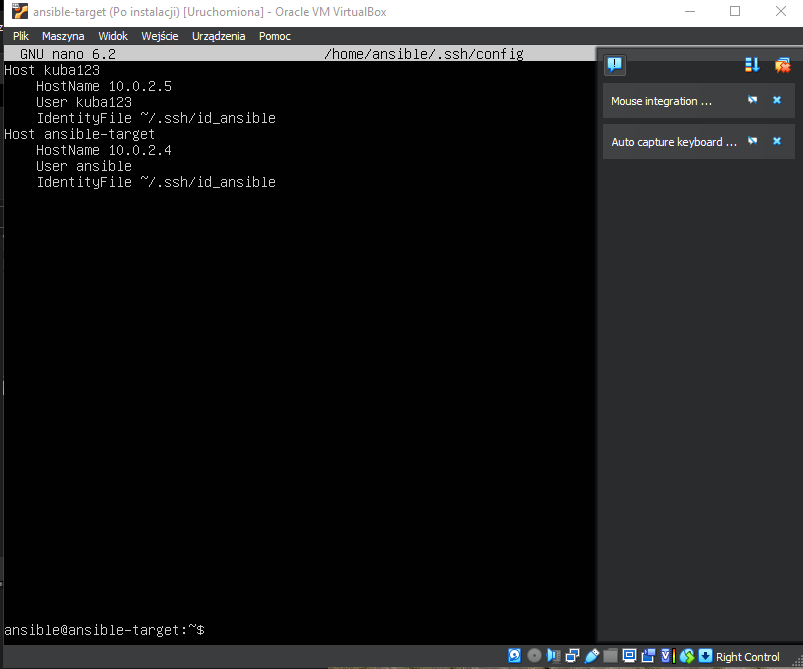 ansible-target (Po instalacji) [Uruchomiona] - Oracle VM VirtualBox
Plik Maszyna Widok Wejście Urządzenia Pomoc
GNU nano 6.2 /home/ansible/.ssh/config
Host kuba123
HostName 10.0.2.5
User kuba123
IdentityFile ~/.ssh/id_ansible
Host ansible-target
HostName 10.0.2.4
User ansible
IdentityFile ~/.ssh/id_ansible
Mouse integration ...
Auto capture keyboard ...
ansible@ansible-target:~$
Right Control